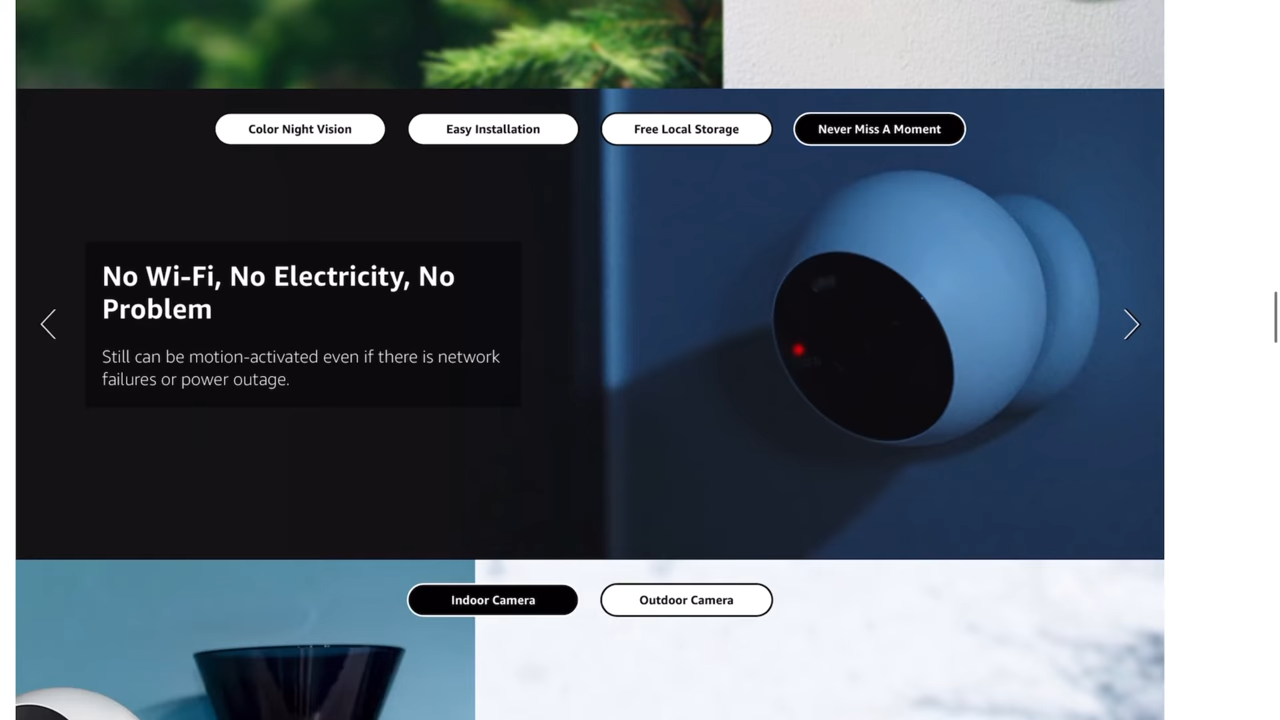 Color Night Vision
Easy Installation
Free Local Storage
Never Miss A Moment
No Wi-Fi, No Electricity, No
Problem
Still can be motion-activated even if there is network
failures or power outage.
Indoor Camera
Outdoor Camera